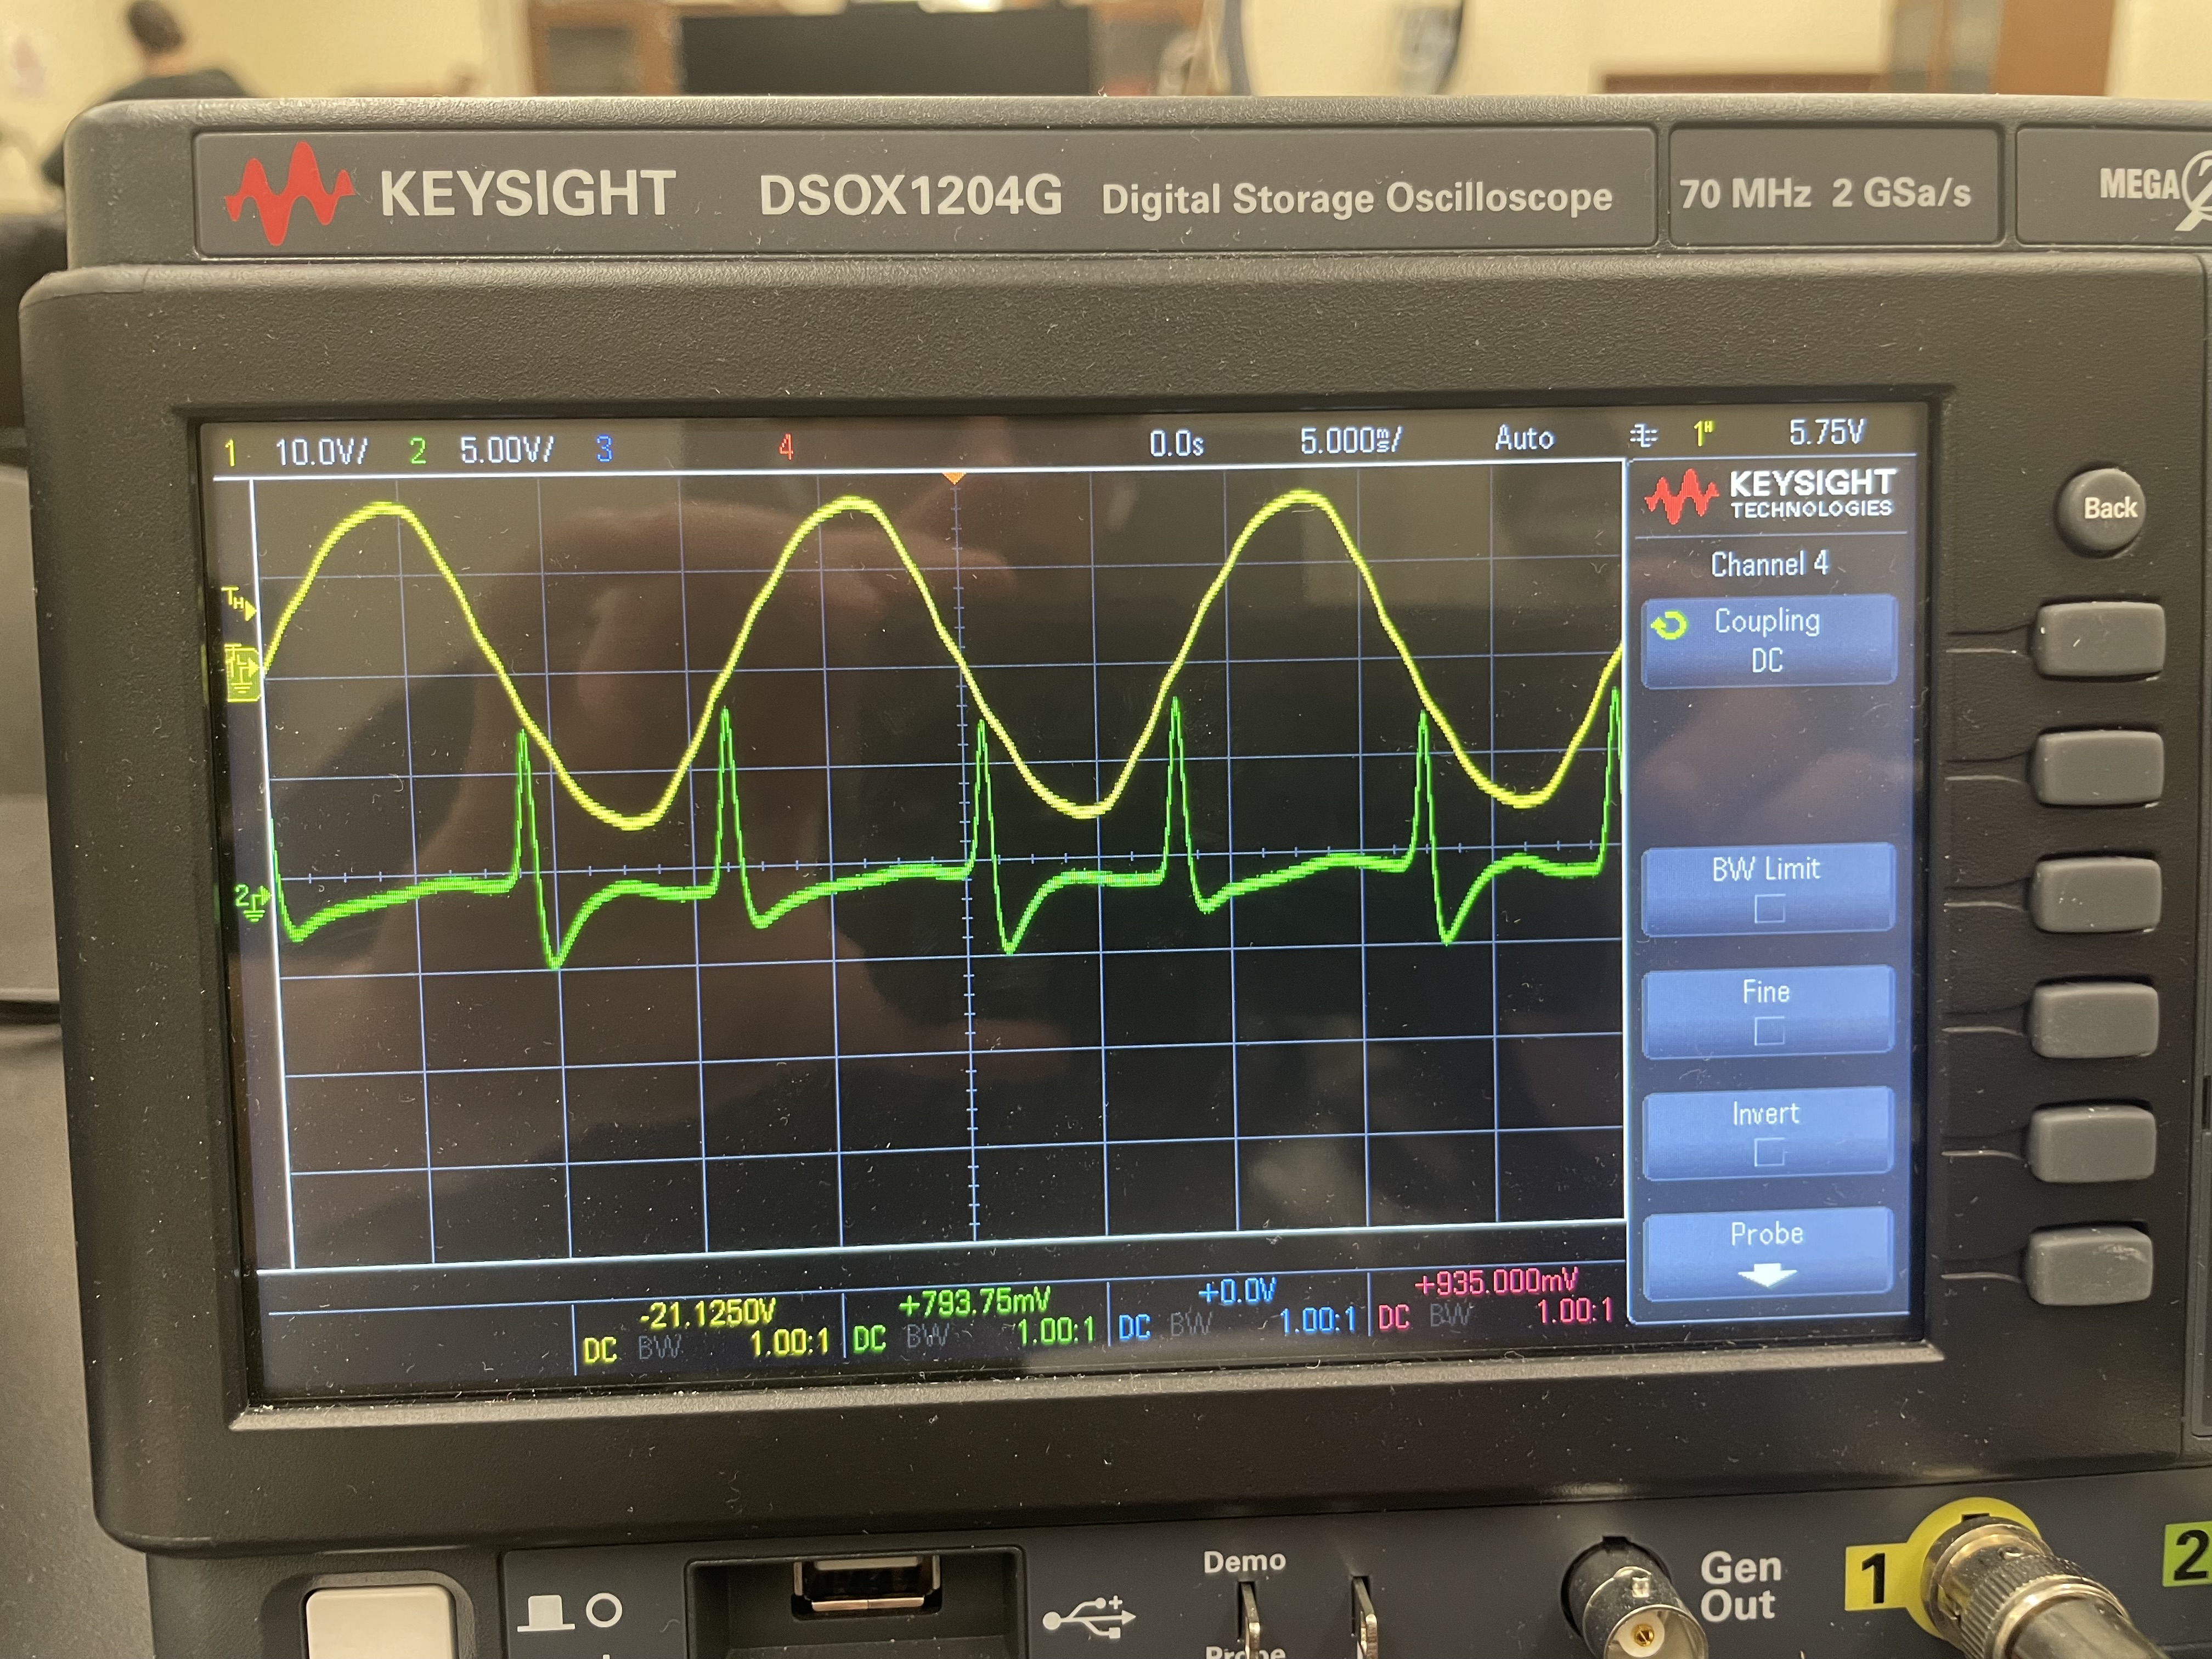 KEYSIGHT DSOX1204G Digital Storage Oscilloscope 70 MHz 2 GSa/s MEGA
1 10.0V/ 2 5.00V/ 3 4 0.0s 5.000ms/ Auto 1 5.75V
KEYSIGHT
TECHNOLOGIES
Channel 4
Coupling
DC
BW Limit
Fine
Invert
Probe
Back
TH
2
-21.1250V
DC BW 1.00:1
+793.75mV
DC BW 1.00:1
+0.0V
DC BW 1.00:1
+935.000mV
DC BW 1.00:1
Demo
Probe
Gen
Out
1
2